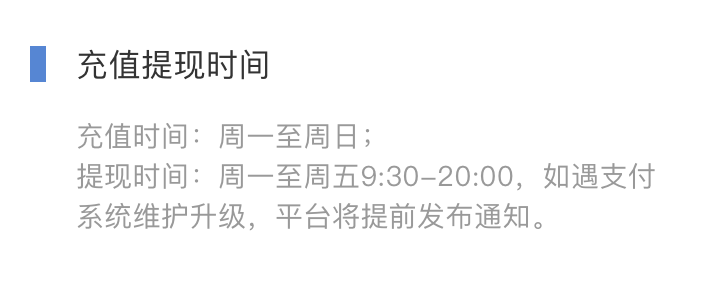 充值提现时间
充值时间：周一至周日；
提现时间：周一至周五9:30-20:00，如遇支付
系统维护升级，平台将提前发布通知。